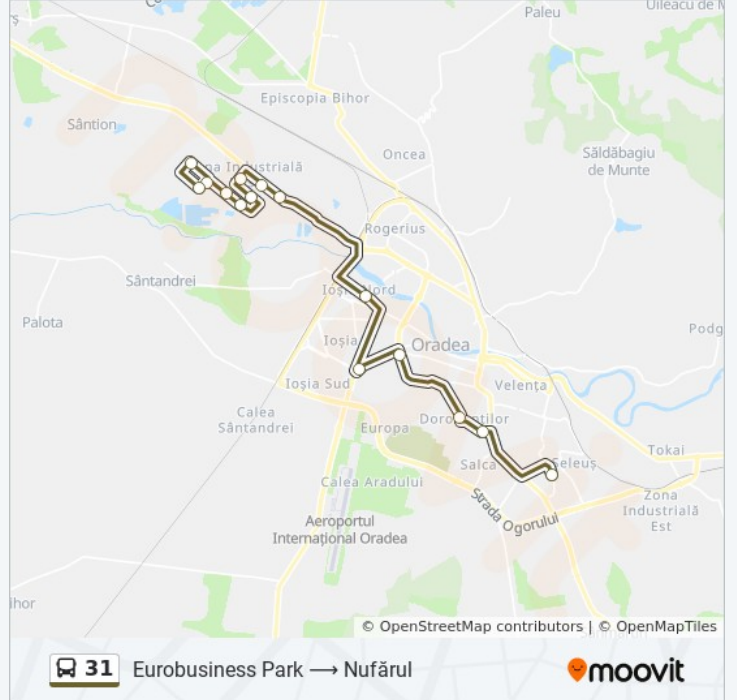 Paleu
Uileacu de M
Episcopia Bihor
Sântion
Oncea
Săldăbagiu
de Munte
na Industrială
Rogerius
Sântandrei
Ioșia Nord
Palota
Podg
Ioșia
Oradea
Ioșia Sud
Velența
Calea
Sântandrei
Europa
Tokai
Salca
Seleuș
Calea Aradului
Zona
Industrială
Est
Strada Ogorului
Aeroportul
Internațional Oradea
ihor
© OpenStreetMap contributors | © OpenMapTiles
31 Eurobusiness Park → Nufărul
moovit